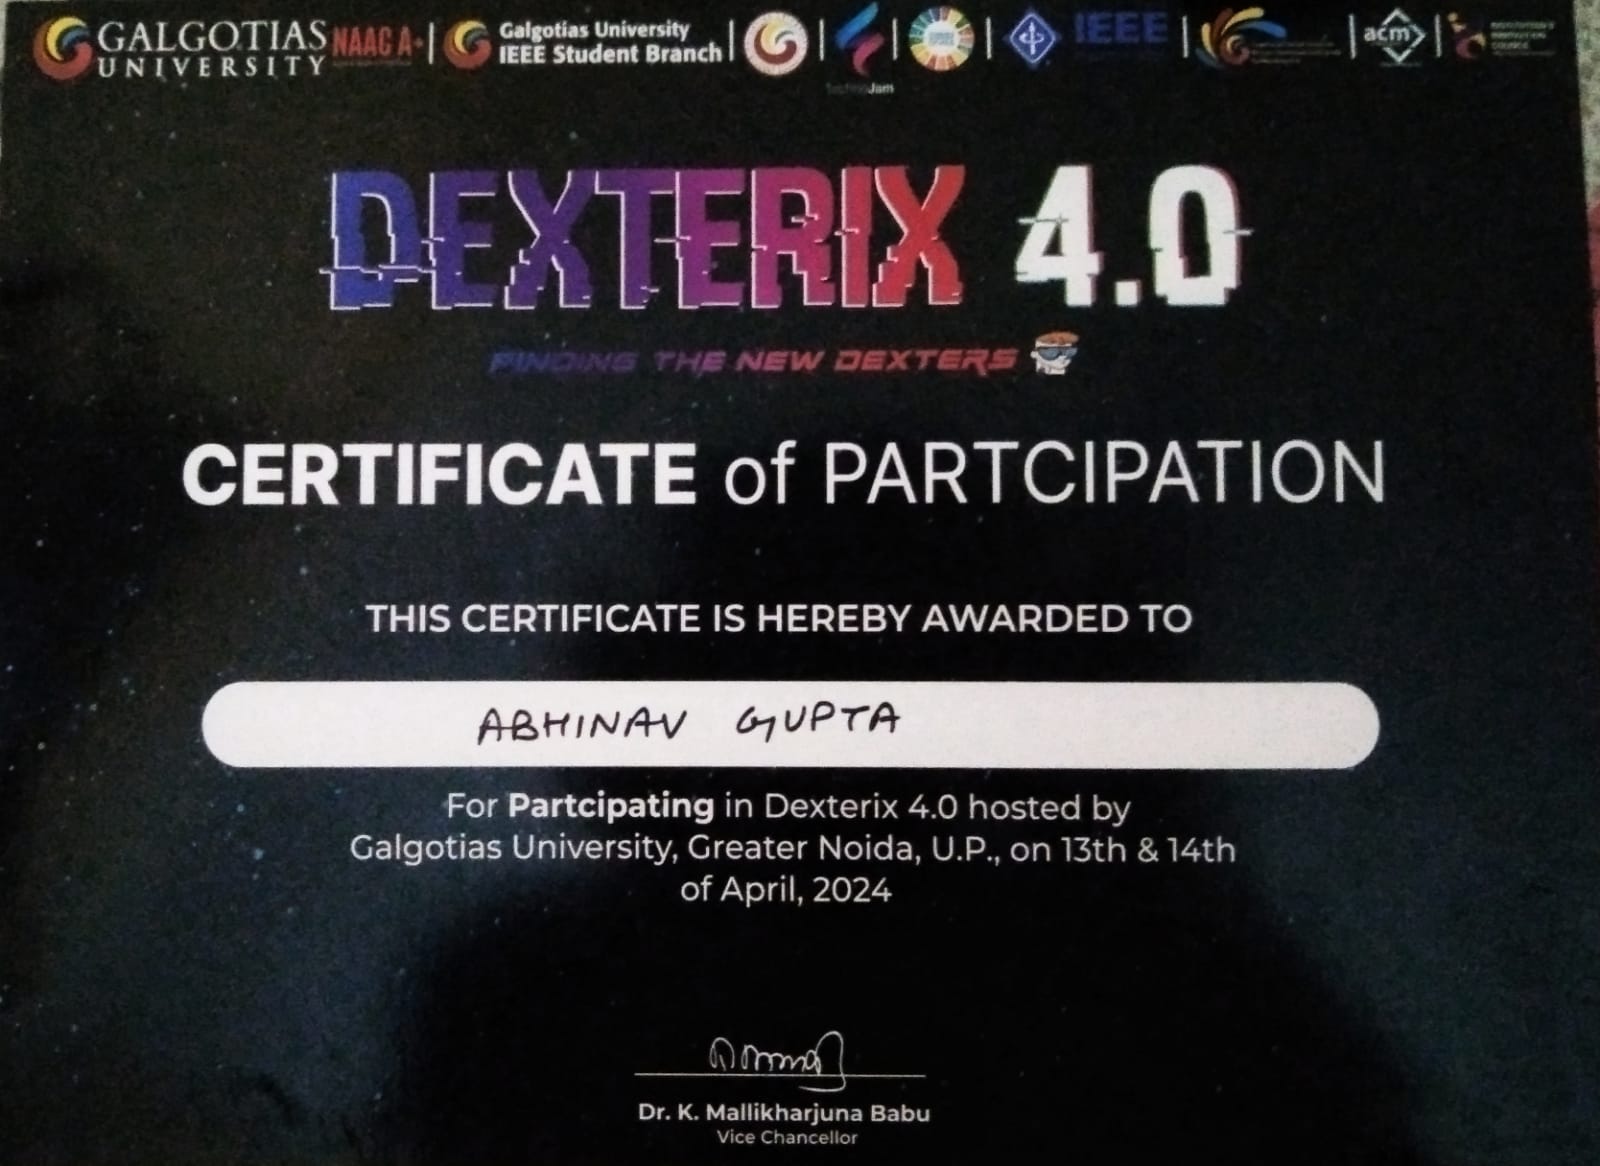 GALGOTIAS UNIVERSITY NAAC A+ Galgotias University IEEE Student Branch IEEE acm
Jam
DEXTERIX 4.0
FINDING THE NEW DEXTERS
CERTIFICATE of PARTCIPATION
THIS CERTIFICATE IS HEREBY AWARDED TO
ABHINAV GUPTA
For Partcipating in Dexterix 4.0 hosted by
Galgotias University, Greater Noida, U.P., on 13th & 14th
of April, 2024
Dr. K. Mallikharjuna Babu
Vice Chancellor